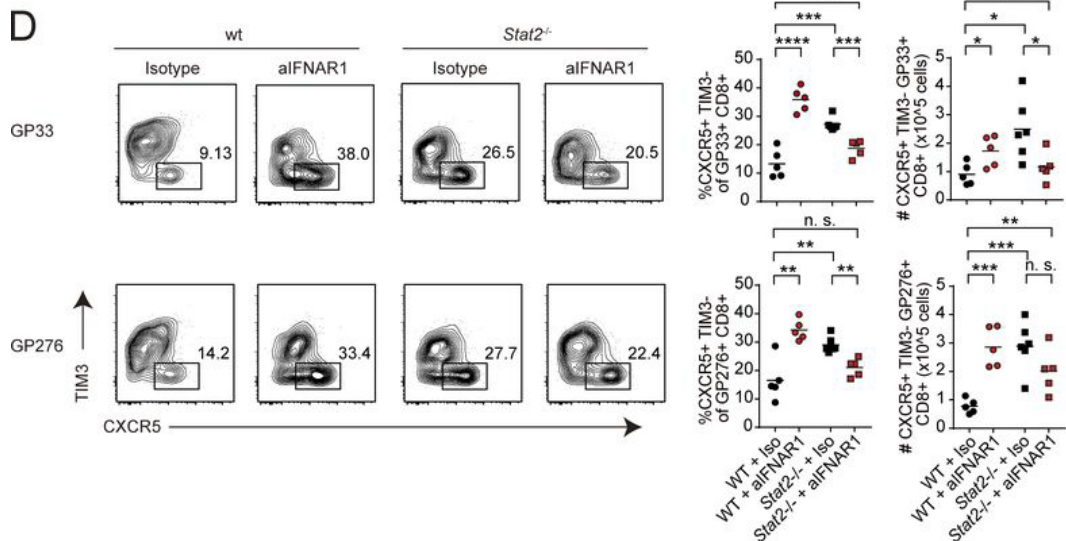 D
wt
Stat2-/-
Isotype
aIFNAR1
Isotype
aIFNAR1
GP33
9.13
38.0
26.5
20.5
GP276
14.2
33.4
27.7
22.4
TIM3
CXCR5
%CXCR5+ TIM3-
of GP33+ CD8+
50
40
30
20
10
0
***
****
***
# CXCR5+ TIM3- GP33+
CD8+ (x10^5 cells)
5
4
3
2
1
0
*
*
*
%CXCR5+ TIM3-
of GP276+ CD8+
50
40
30
20
10
0
n. s.
**
**
**
# CXCR5+ TIM3- GP276+
CD8+ (x10^5 cells)
5
4
3
2
1
0
**
***
***
n. s.
WT + Iso
WT + aIFNAR1
Stat2-/- + Iso
Stat2-/- + aIFNAR1
WT + Iso
WT + aIFNAR1
Stat2-/- + Iso
Stat2-/- + aIFNAR1